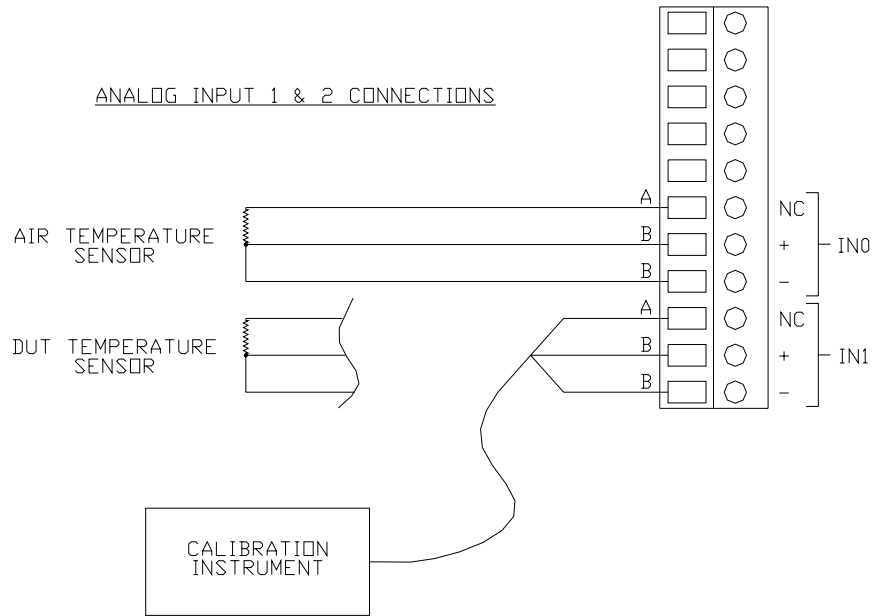 ANALOG INPUT 1 & 2 CONNECTIONS
A
NC
AIR TEMPERATURE
SENSOR
B
+
IN0
B
-
A
NC
DUT TEMPERATURE
SENSOR
B
+
IN1
B
-
CALIBRATION
INSTRUMENT